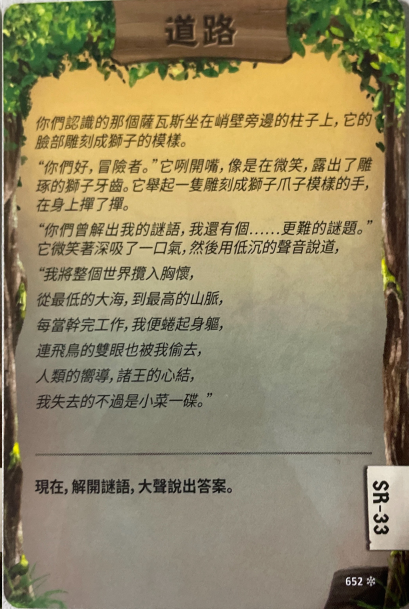 道路
你們認識的那個薩瓦斯坐在峭壁旁邊的柱子上，它的
臉部雕刻成獅子的模樣。
“你們好，冒險者。”它咧開嘴，像是在微笑，露出了雕
琢的獅子牙齒。它舉起一隻雕刻成獅子爪子模樣的手，
在身上撣了撣。
“你們曾解出我的謎語，我還有個……更難的謎題。”
它微笑著深吸了一口氣，然後用低沉的聲音說道，
“我將整個世界攬入胸懷，
從最低的大海，到最高的山脈，
每當幹完工作，我便蜷起身軀，
連飛鳥的雙眼也被我偷去，
人類的嚮導，諸王的心結，
我失去的不過是小菜一碟。”
現在，解開謎語，大聲說出答案。
SR-33
652 ✻